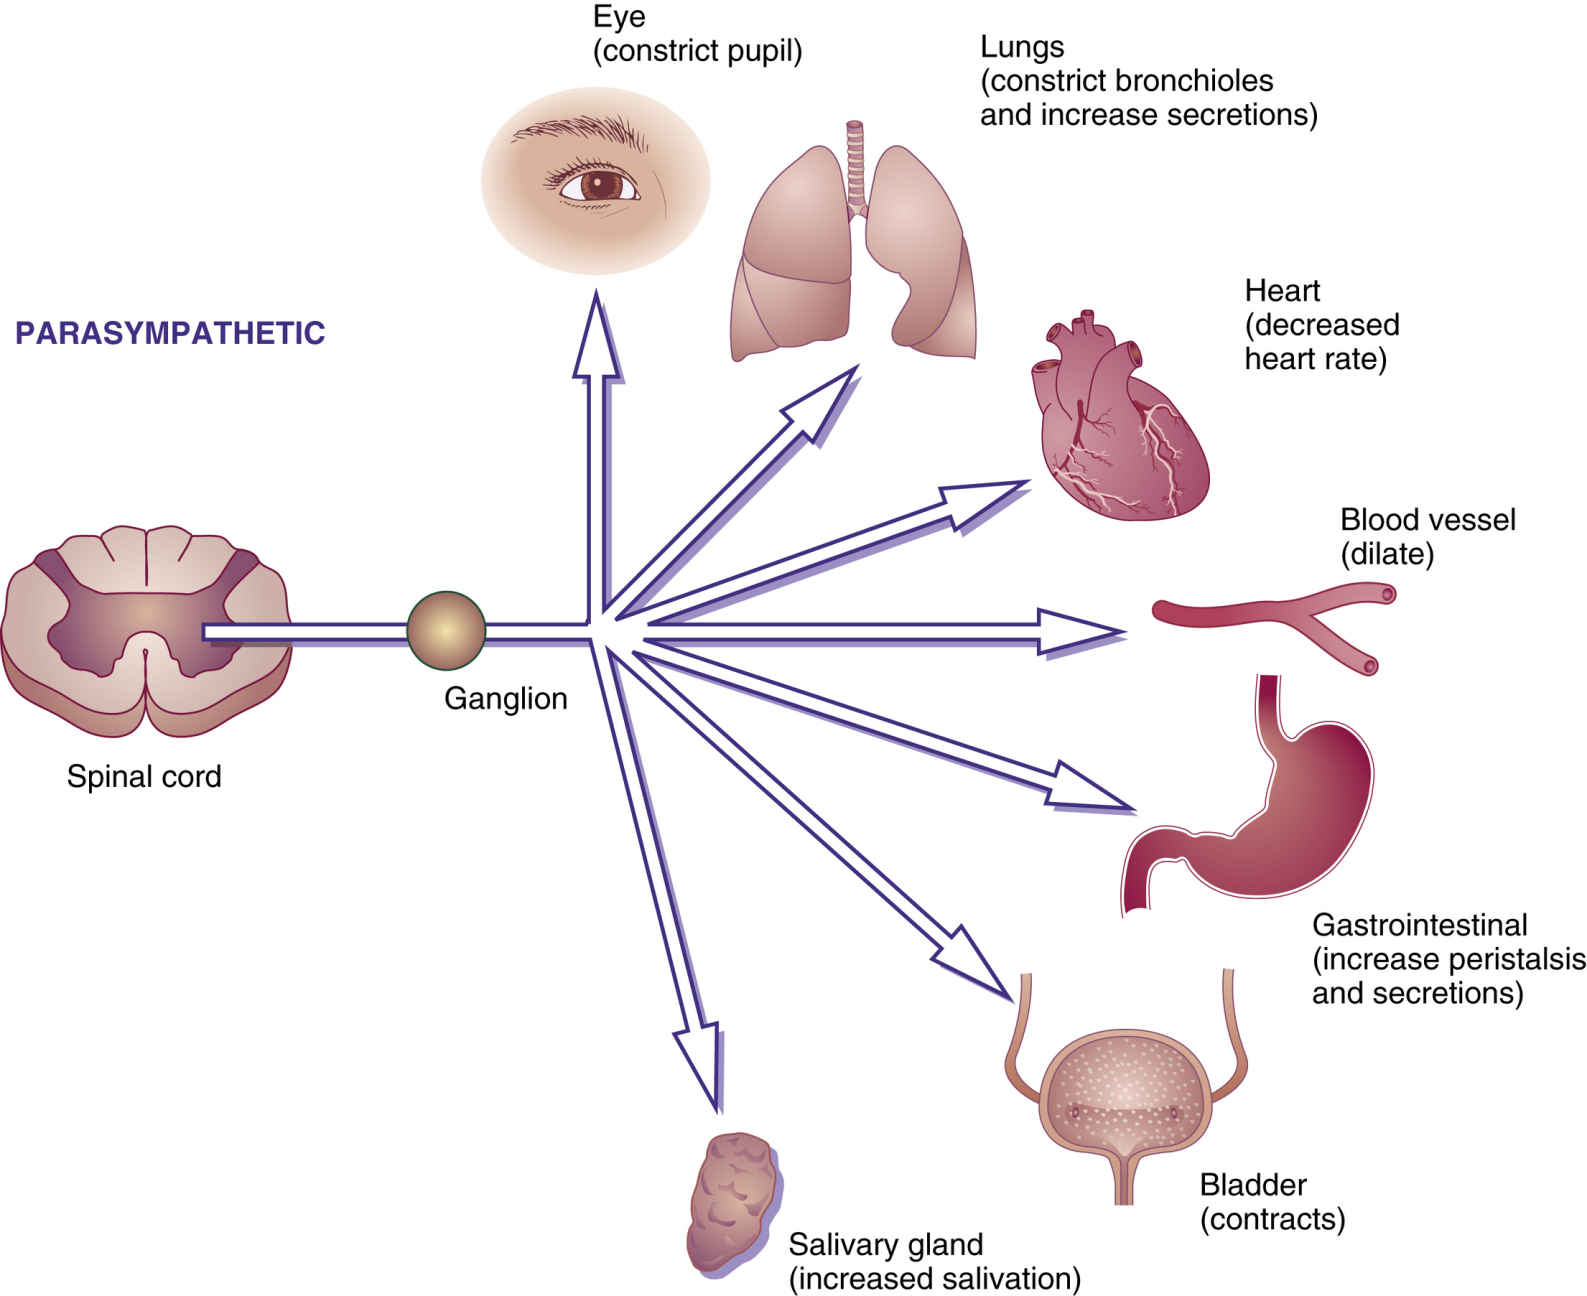 Eye
(constrict pupil)
Lungs
(constrict bronchioles
and increase secretions)
Heart
(decreased
heart rate)
PARASYMPATHETIC
Blood vessel
(dilate)
Ganglion
Spinal cord
Gastrointestinal
(increase peristalsis
and secretions)
Bladder
(contracts)
Salivary gland
(increased salivation)